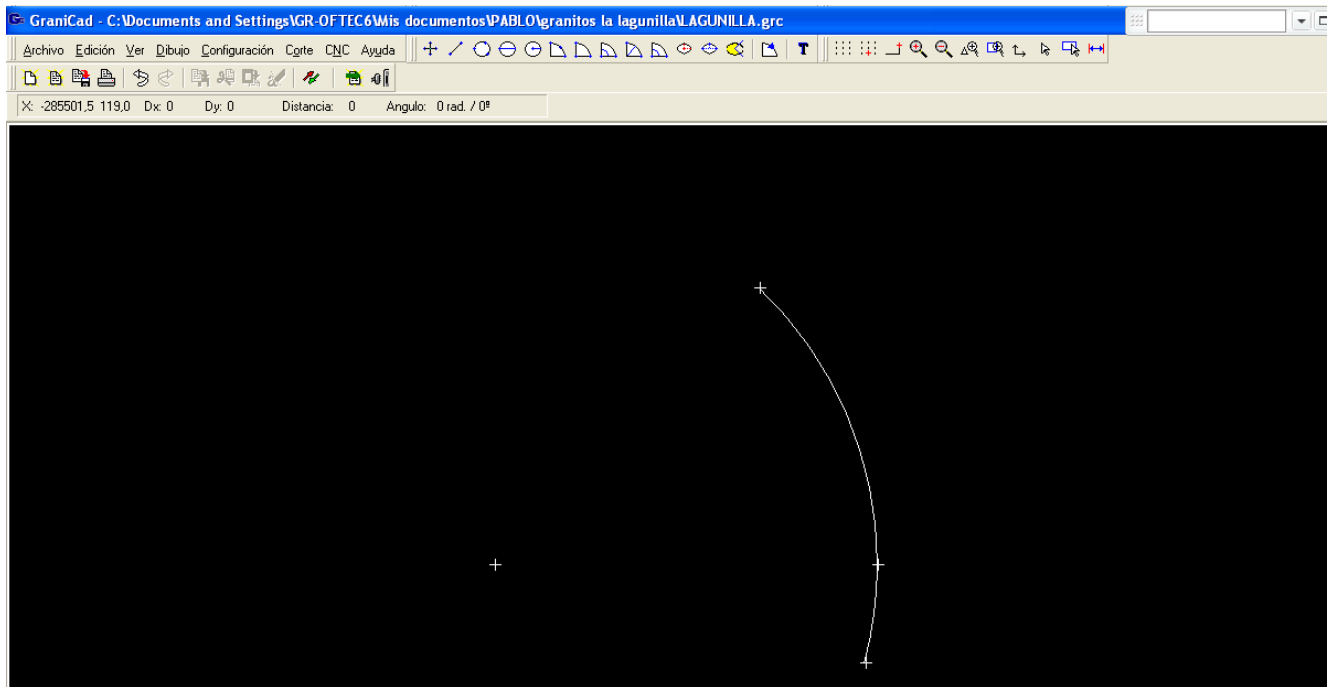 GraniCad - C:\Documents and Settings\GR-OFTEC6\Mis documentos\PABLO\granitos la lagunilla\LAGUNILLA.grc
Archivo Edición Ver Dibujo Configuración Corte CNC Ayuda
T
X: -285501,5 119,0 Dx: 0 Dy: 0 Distancia: 0 Angulo: 0 rad. / 0º